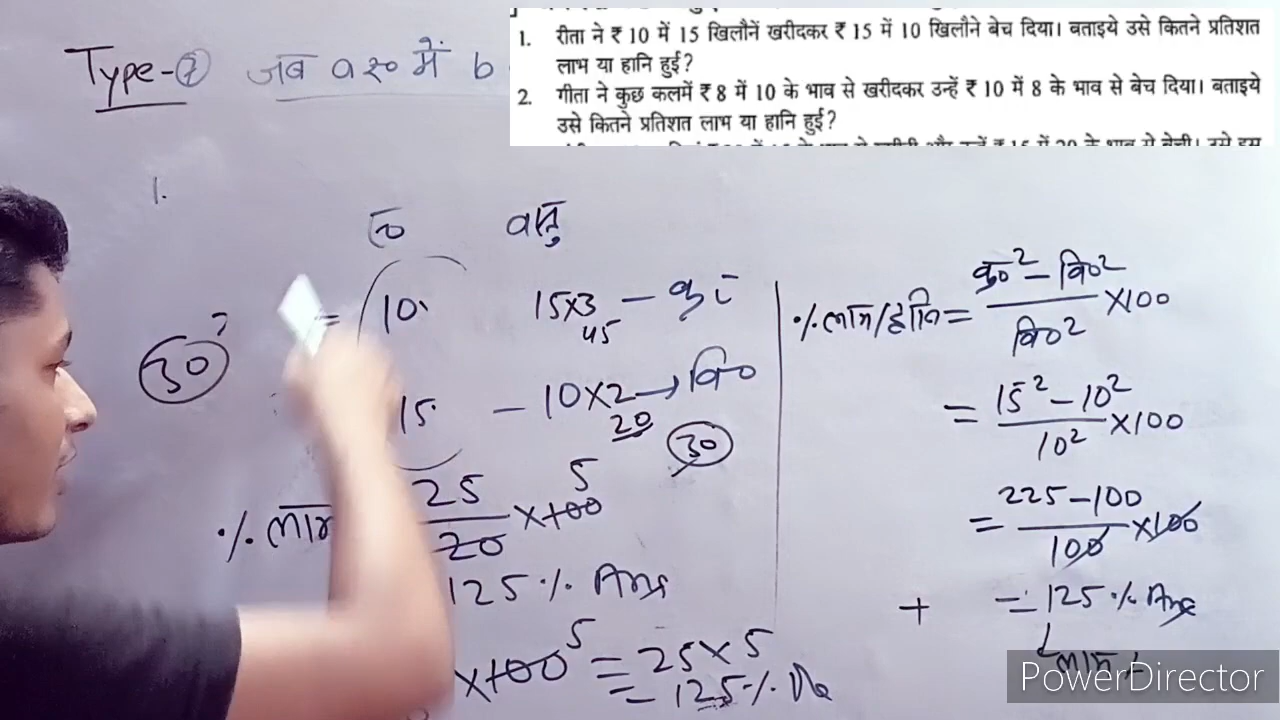 1. रीता ने ₹ 10 में 15 खिलौनें खरीदकर ₹ 15 में 10 खिलौने बेच दिया। बताइये उसे कितने प्रतिशत
लाभ या हानि हुई?
2. गीता ने कुछ कलमें ₹ 8 में 10 के भाव से खरीदकर उन्हें ₹ 10 में 8 के भाव से बेच दिया। बताइये
उसे कितने प्रतिशत लाभ या हानि हुई?
Type-② जब a रु० में b
1.
रु वस्तु
10 15×3 – क्र
45
30
15 – 10×2 → वि०
20
30
% लाभ 25/20 ×100 5
125 % Ans
×100 5 = 25×5
= 125 %
% लाभ/हानि = क्र०² – वि०² / वि०² ×100
= 15² – 10² / 10² ×100
= 225 – 100 / 100 ×100
+ = 125 % Ans
लाभ
PowerDirector